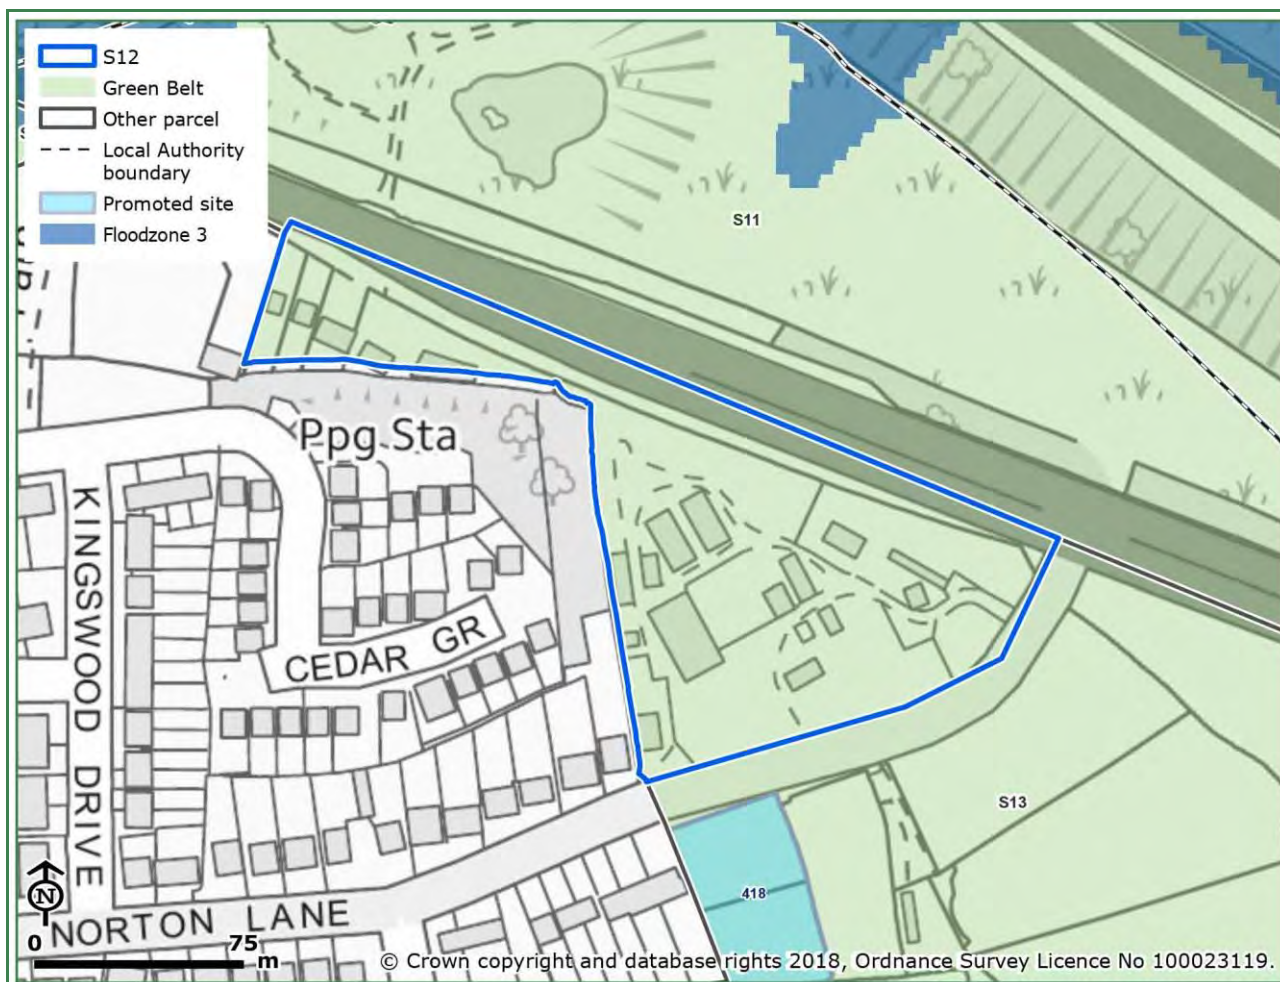 S12
Green Belt
Other parcel
Local Authority
boundary
Promoted site
Floodzone 3
S11
Ppg Sta
KINGSWOOD DRIVE
CEDAR GR
S13
418
NORTON LANE
N
0 75
m
© Crown copyright and database rights 2018, Ordnance Survey Licence No 100023119.